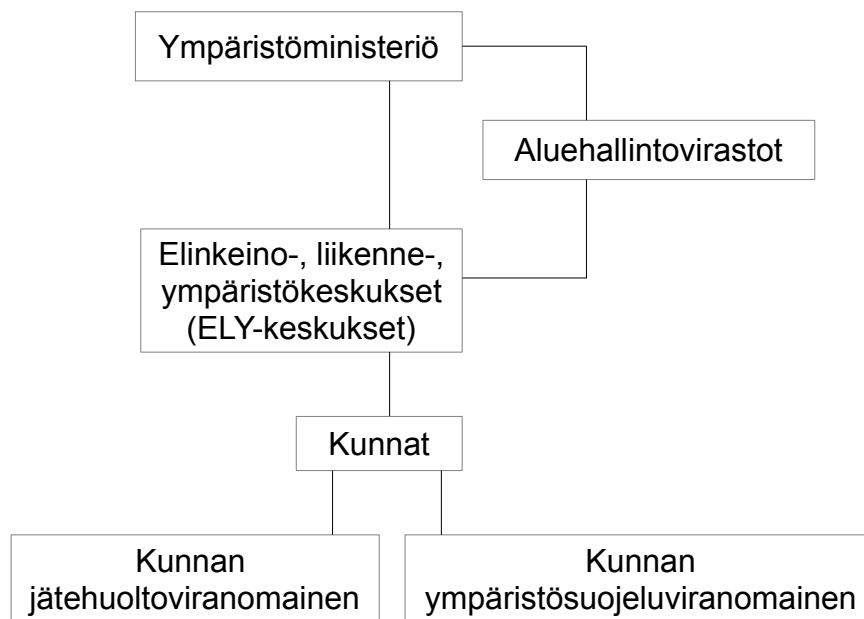 Ympäristöministeriö
Aluehallintovirastot
Elinkeino-, liikenne-,
ympäristökeskukset
(ELY-keskukset)
Kunnat
Kunnan
jätehuoltoviranomainen
Kunnan
ympäristösuojeluviranomainen